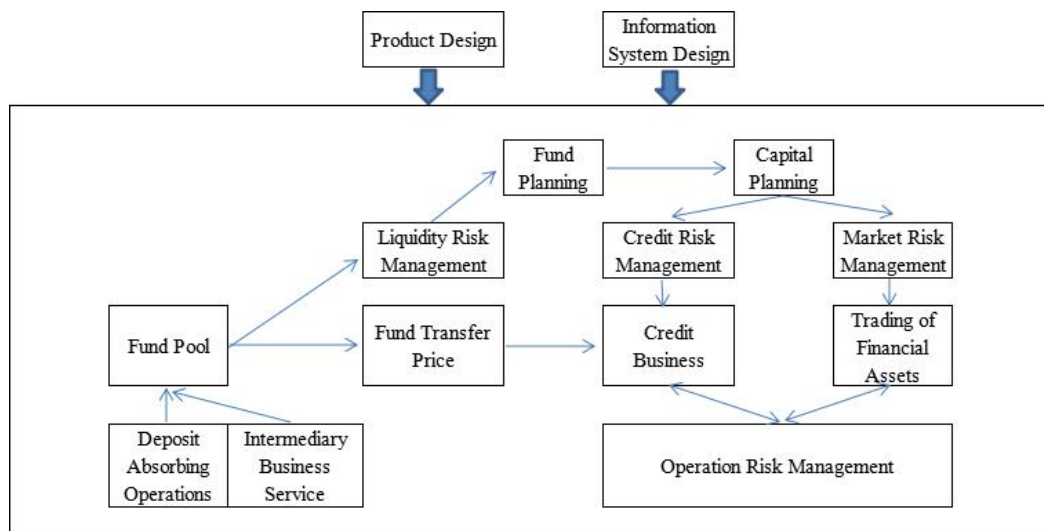 Product Design
Information
System Design
Fund
Planning
Capital
Planning
Liquidity Risk
Management
Credit Risk
Management
Market Risk
Management
Fund Pool
Fund Transfer
Price
Credit
Business
Trading of
Financial
Assets
Deposit
Absorbing
Operations
Intermediary
Business
Service
Operation Risk Management